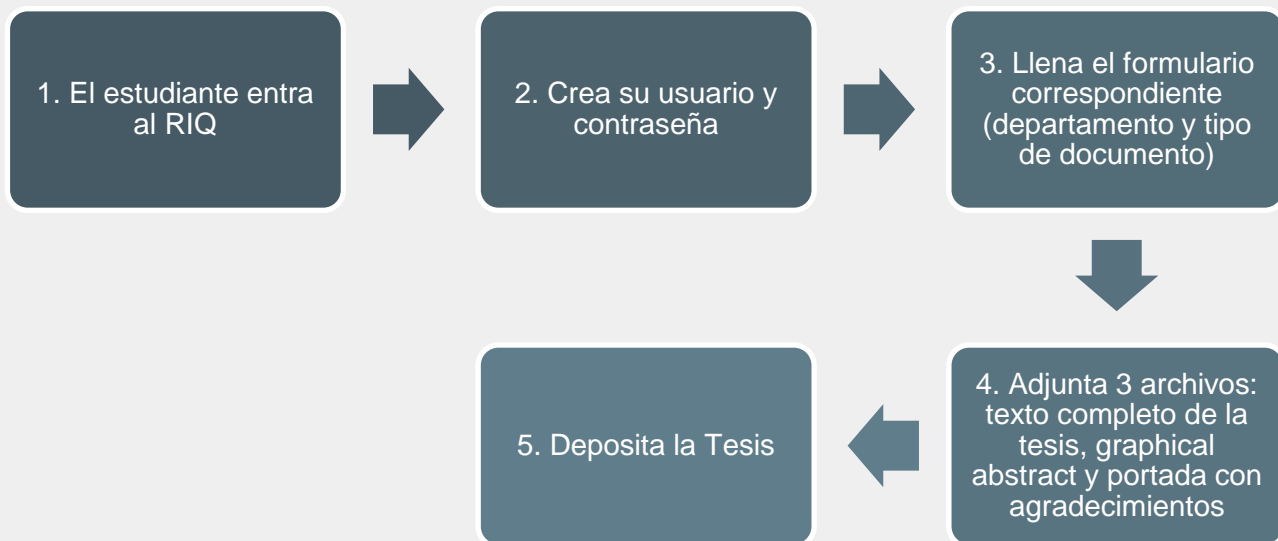 1. El estudiante entra
al RIQ
2. Crea su usuario y
contraseña
3. Llena el formulario
correspondiente
(departamento y tipo
de documento)
4. Adjunta 3 archivos:
texto completo de la
tesis, graphical
abstract y portada con
agradecimientos
5. Deposita la Tesis